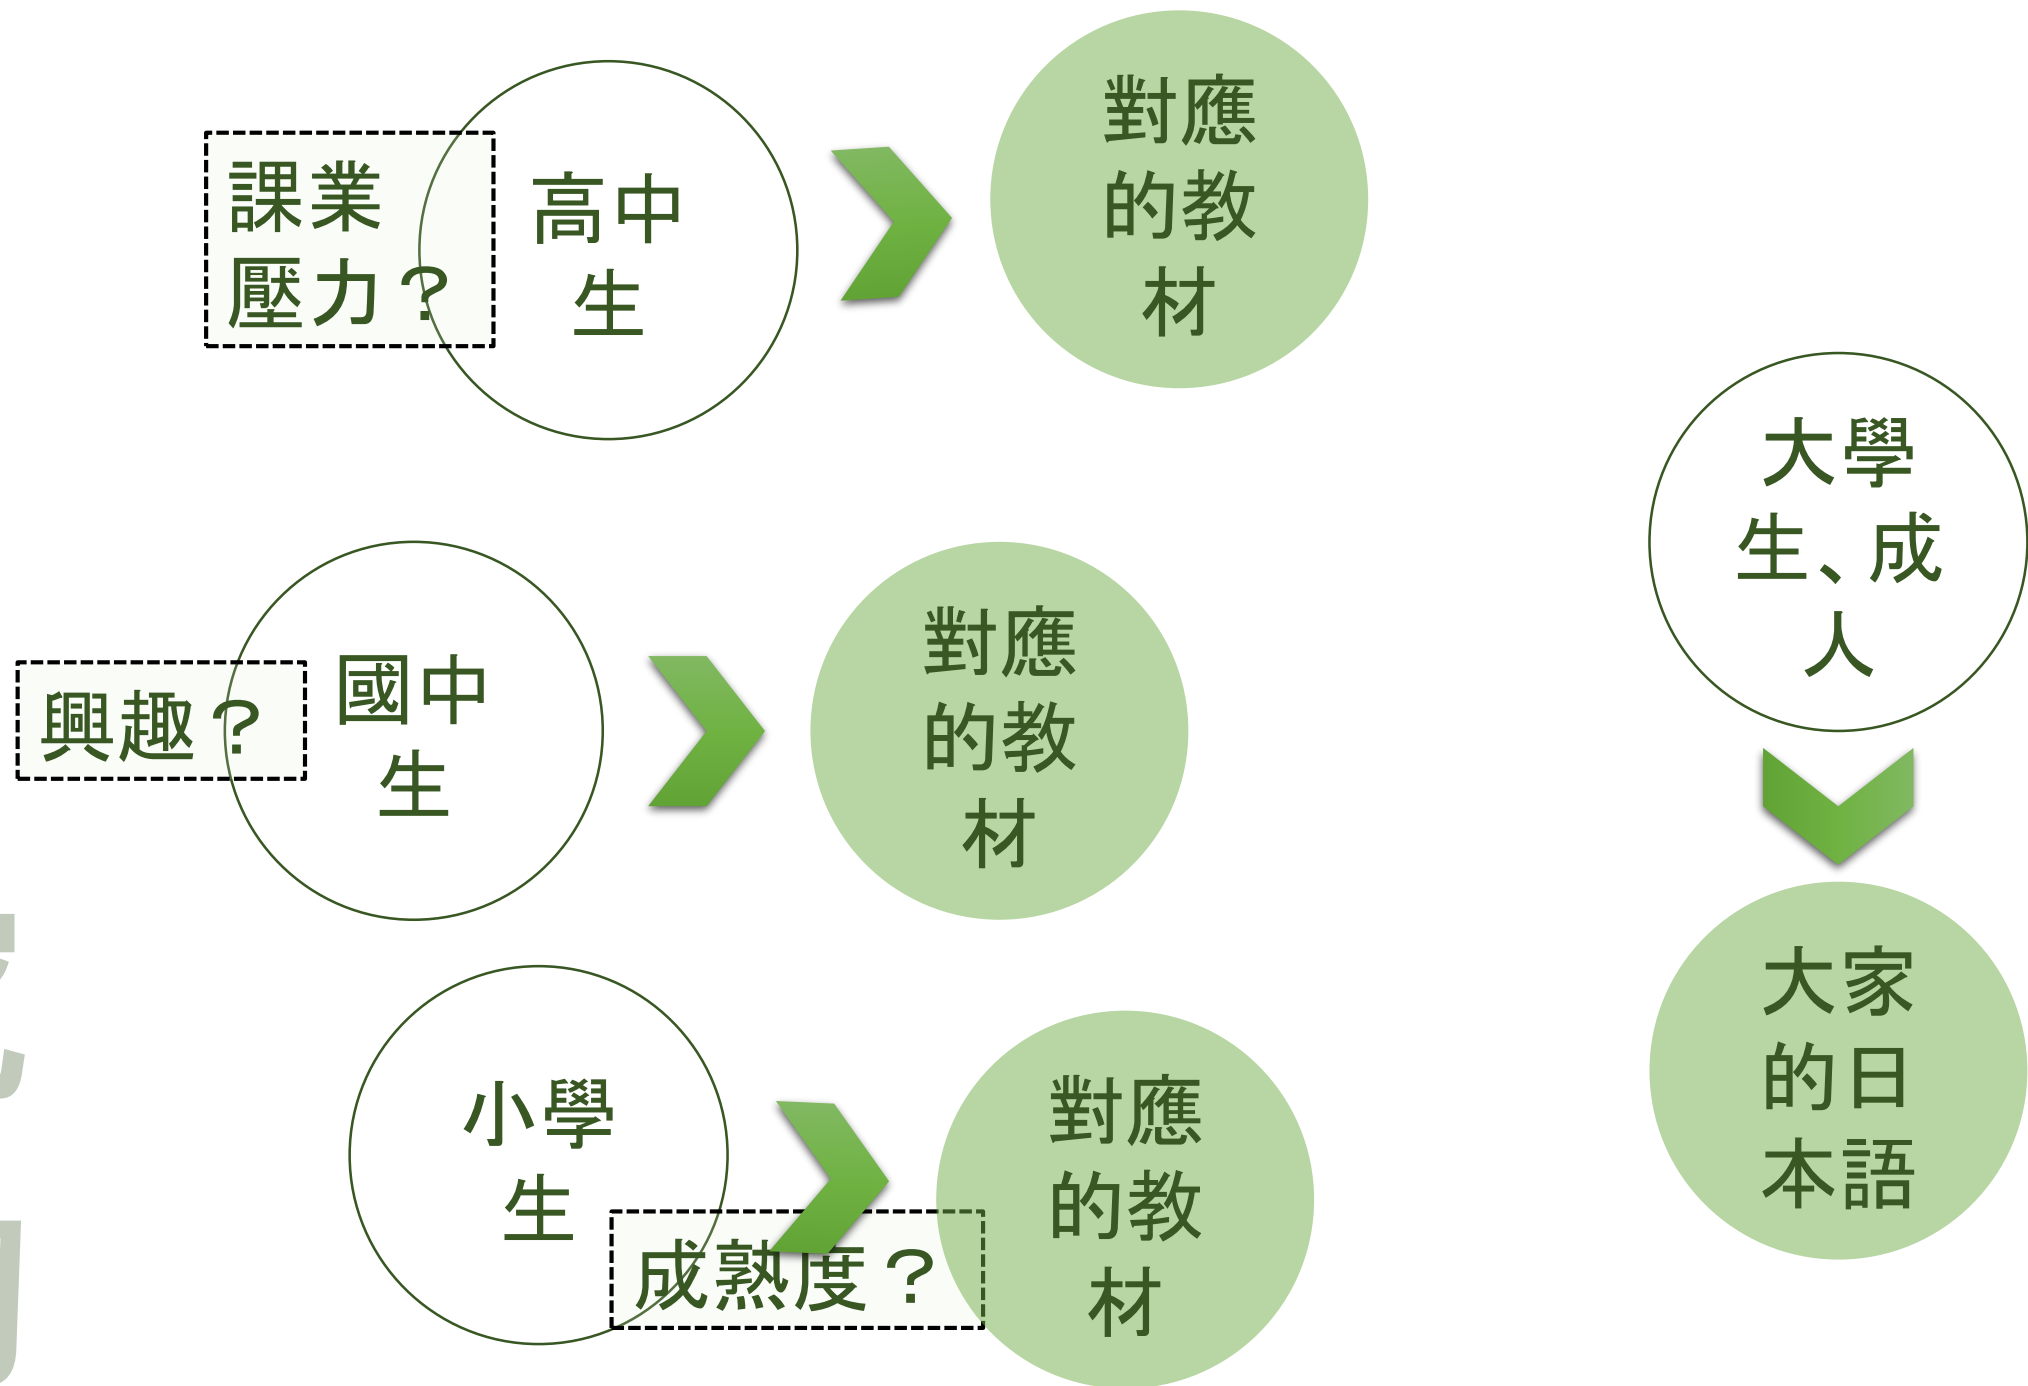 課業
壓力？
高中
生
對應
的教
材
興趣？
國中
生
對應
的教
材
小學
生
成熟度？
對應
的教
材
大學
生、成
人
大家
的日
本語